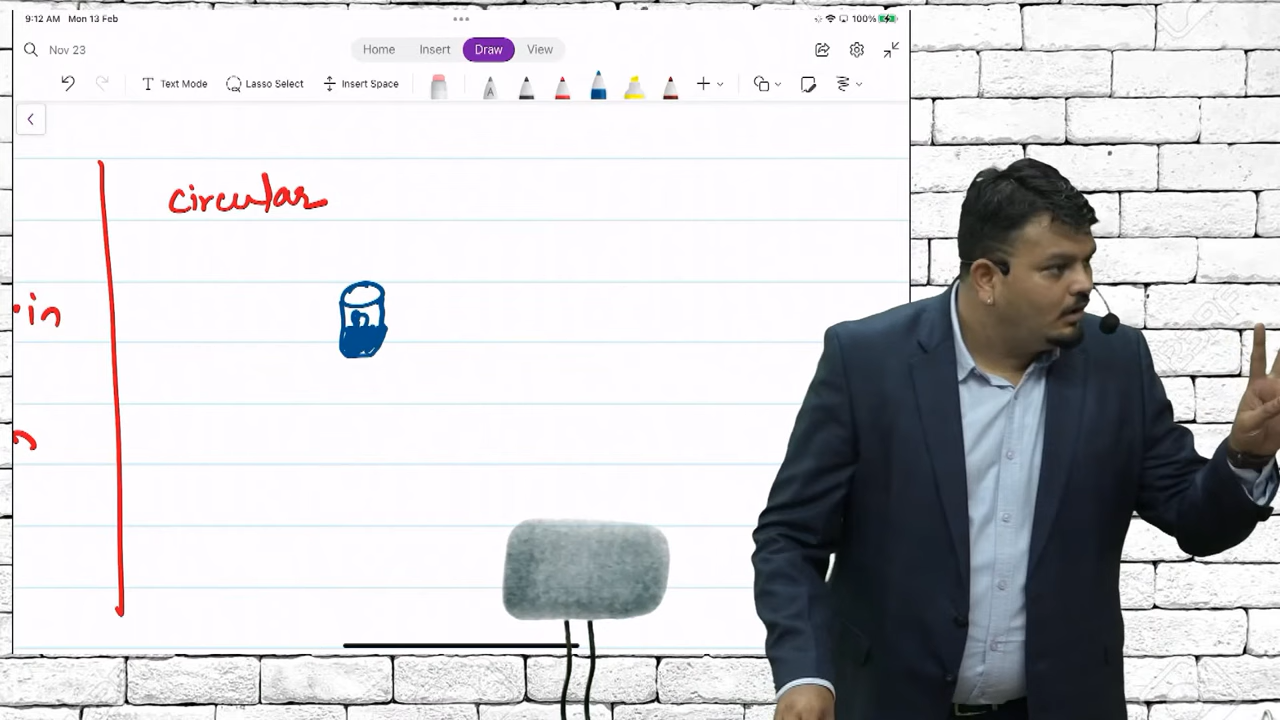 9:12 AM Mon 13 Feb
100%
Nov 23
Home Insert Draw View
Text Mode Lasso Select Insert Space
circular
in